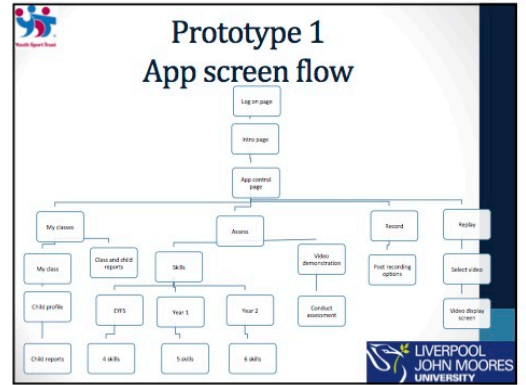 Youth Sport Trust
Prototype 1
App screen flow
Log on page
Intro page
App control
page
My classes
Assess
Record
Replay
My class
Class and child
reports
Skills
Video
demonstration
Post recording
options
Select video
Child profile
EYFS
Year 1
Year 2
Conduct
assessment
Video display
screen
Child reports
4 skills
5 skills
6 skills
LIVERPOOL
JOHN MOORES
UNIVERSITY